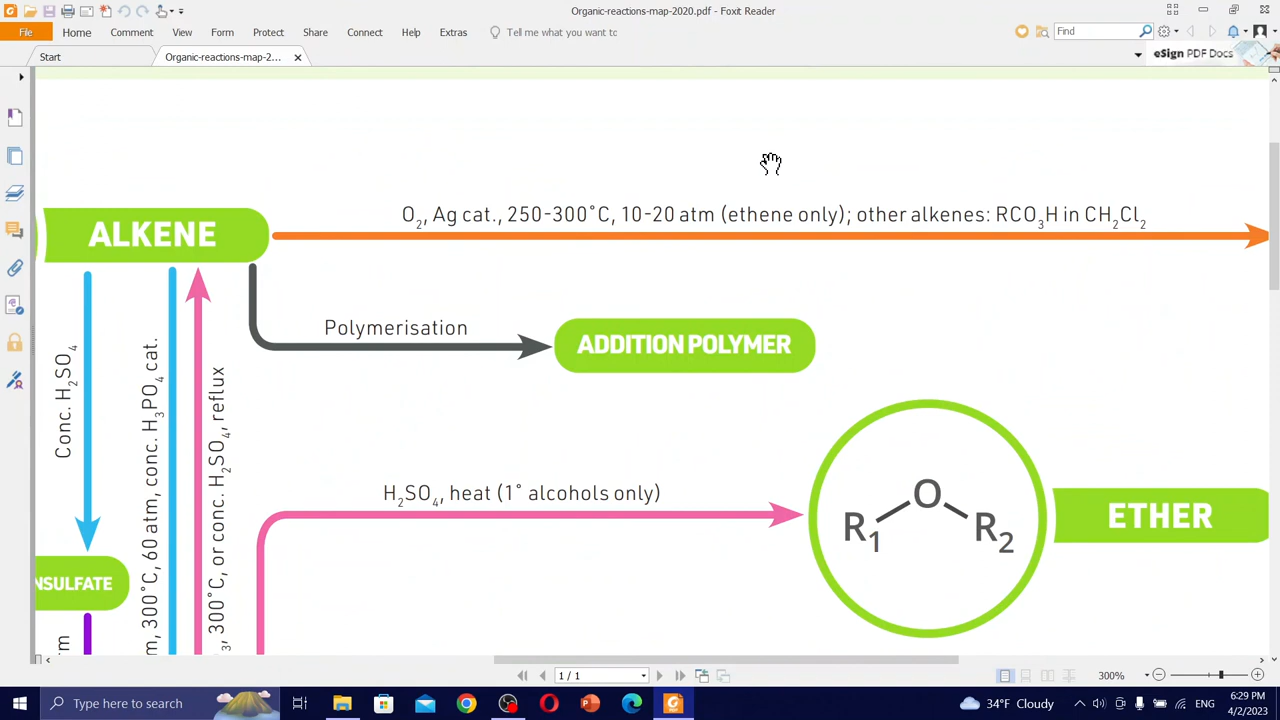 Organic-reactions-map-2020.pdf - Foxit Reader
File Home Comment View Form Protect Share Connect Help Extras Tell me what you want Find
Start Organic-reactions-map-2... eSign PDF Docs
O₂, Ag cat., 250-300˚C, 10-20 atm (ethene only); other alkenes: RCO₃H in CH₂Cl₂
ALKENE
Polymerisation
ADDITION POLYMER
Conc. H₂SO₄
m, 300˚C, 60 atm, conc. H₃PO₄ cat.
₃, 300˚C, or conc. H₂SO₄, reflux
H₂SO₄, heat (1˚ alcohols only)
O
R₁ R₂
ETHER
NSULFATE
rm
1 / 1
300%
Type here to search
34°F Cloudy
ENG
6:29 PM
4/2/2023